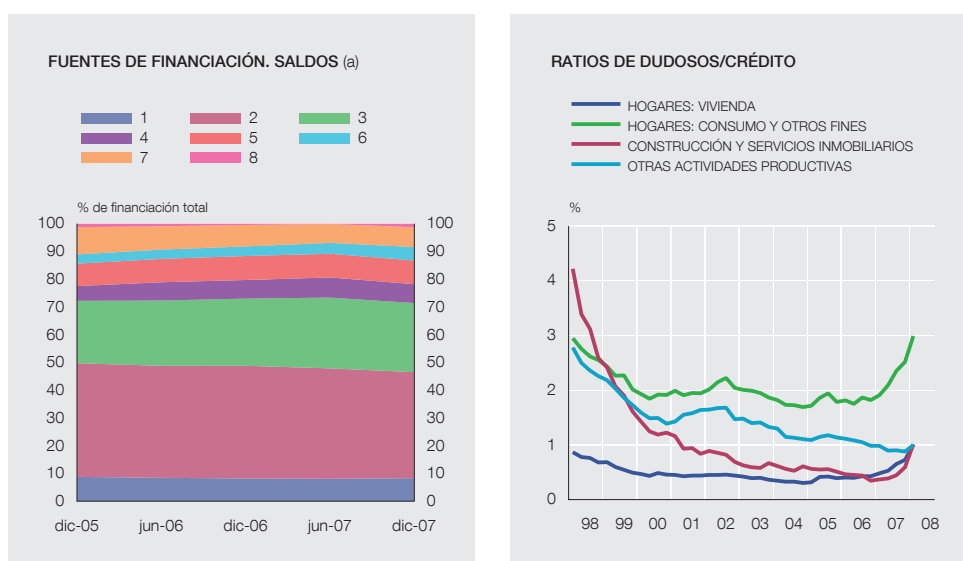 FUENTES DE FINANCIACIÓN. SALDOS (a)
1 2 3
4 5 6
7 8
% de financiación total
100 100
90 90
80 80
70 70
60 60
50 50
40 40
30 30
20 20
10 10
0 0
dic-05 jun-06 dic-06 jun-07 dic-07
RATIOS DE DUDOSOS/CRÉDITO
HOGARES: VIVIENDA
HOGARES: CONSUMO Y OTROS FINES
CONSTRUCCIÓN Y SERVICIOS INMOBILIARIOS
OTRAS ACTIVIDADES PRODUCTIVAS
%
5
4
3
2
1
0
98 99 00 01 02 03 04 05 06 07 08